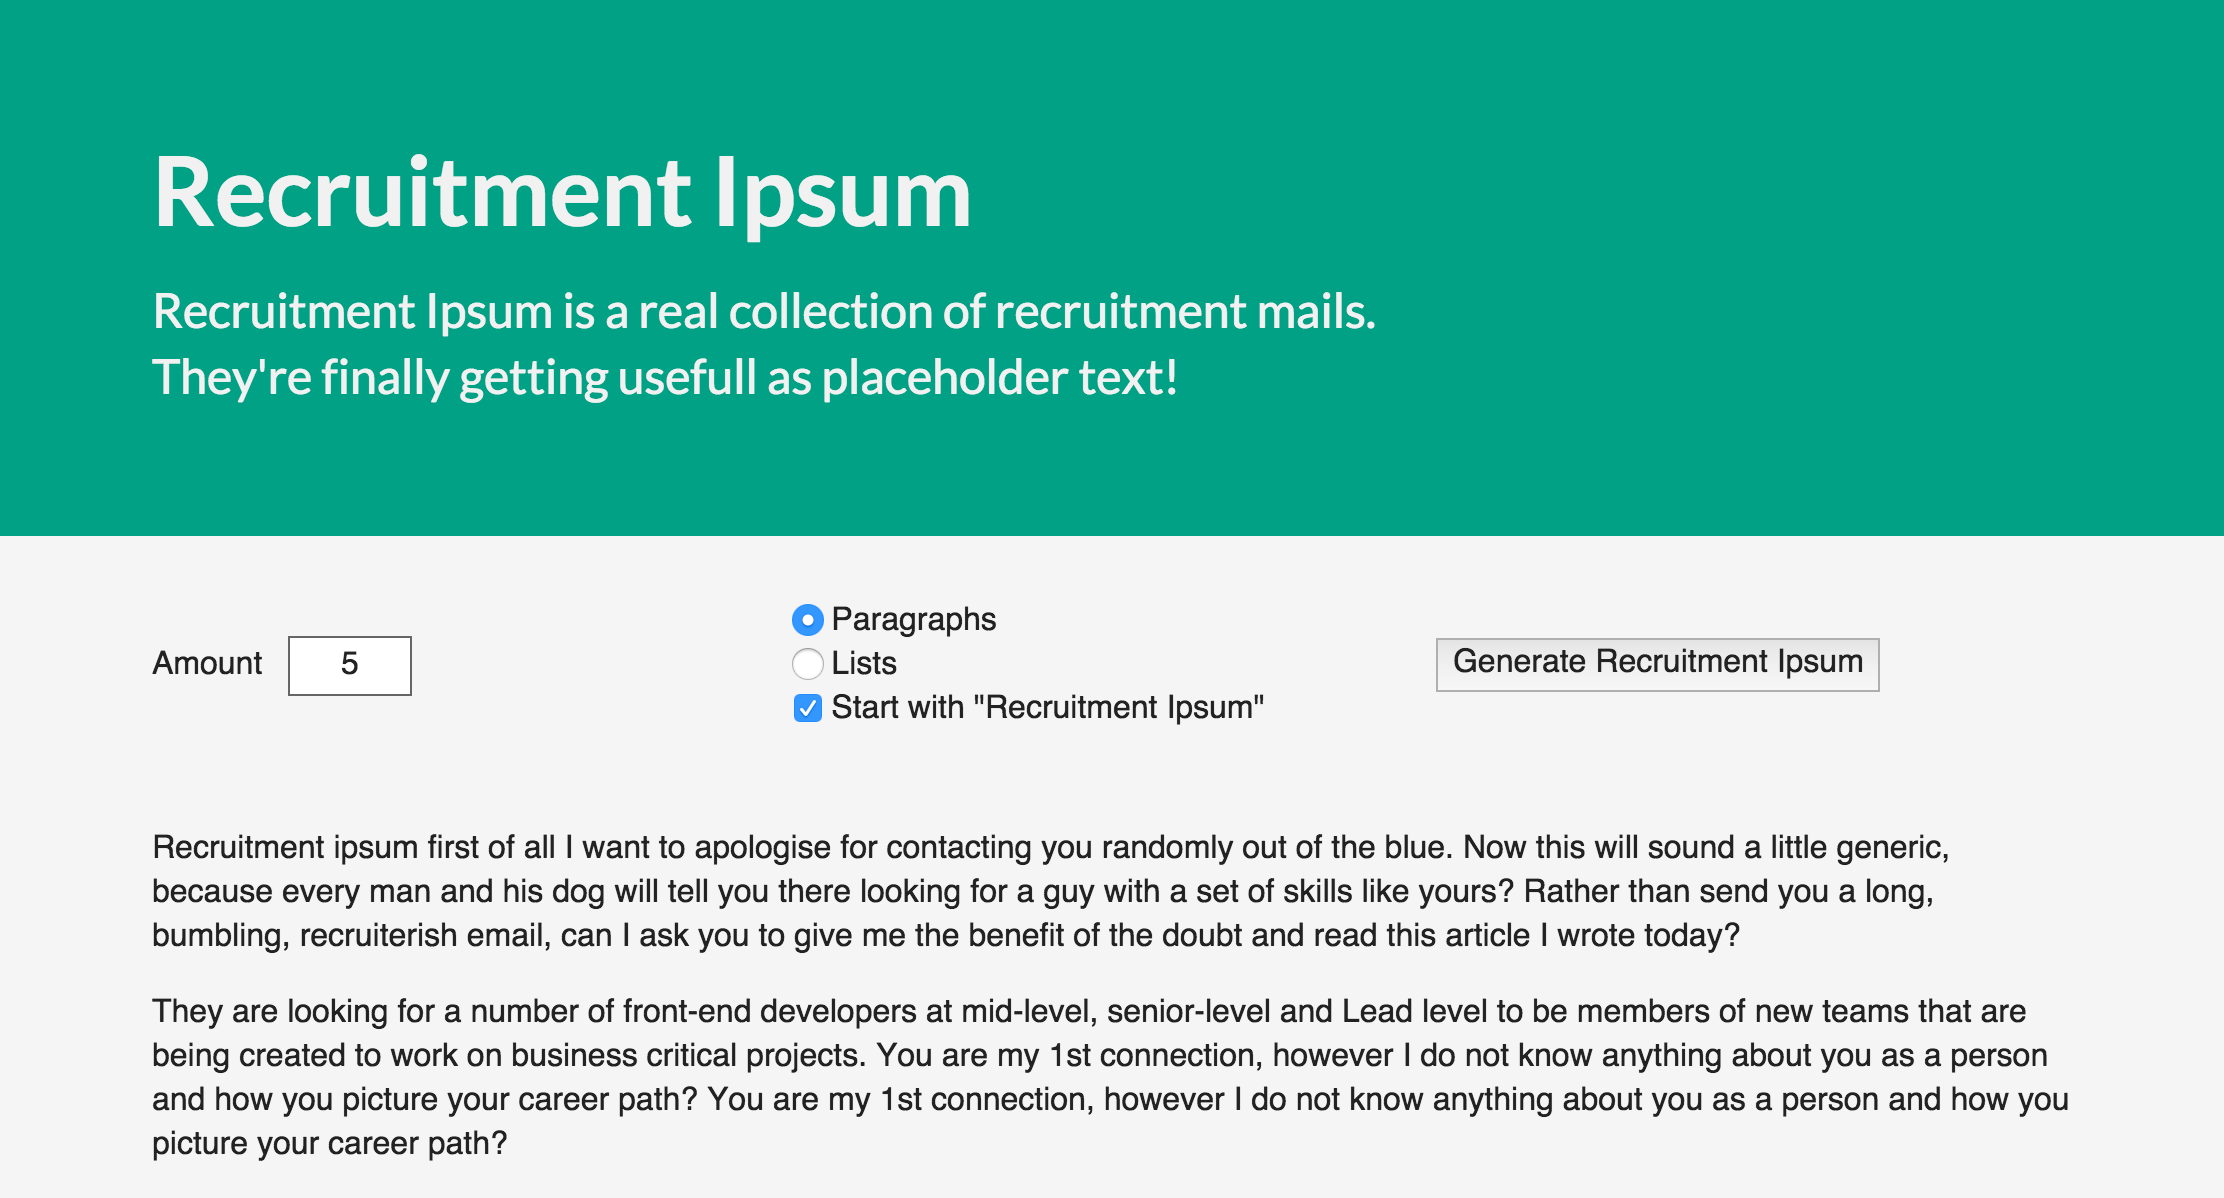 Recruitment Ipsum
Recruitment Ipsum is a real collection of recruitment mails.
They're finally getting usefull as placeholder text!
Amount 5
Paragraphs
Lists
Start with "Recruitment Ipsum"
Generate Recruitment Ipsum
Recruitment ipsum first of all I want to apologise for contacting you randomly out of the blue. Now this will sound a little generic,
because every man and his dog will tell you there looking for a guy with a set of skills like yours? Rather than send you a long,
bumbling, recruiterish email, can I ask you to give me the benefit of the doubt and read this article I wrote today?
They are looking for a number of front-end developers at mid-level, senior-level and Lead level to be members of new teams that are
being created to work on business critical projects. You are my 1st connection, however I do not know anything about you as a person
and how you picture your career path? You are my 1st connection, however I do not know anything about you as a person and how you
picture your career path?